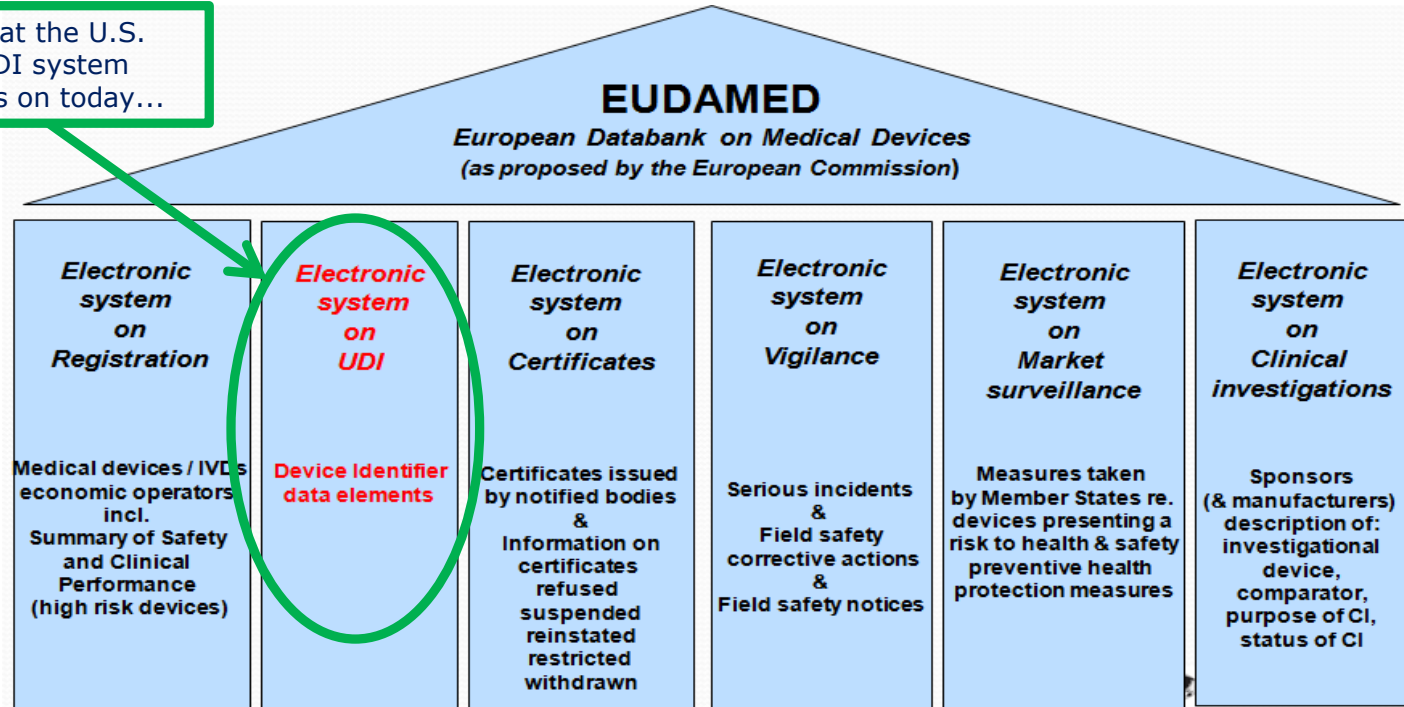 at the U.S.
DI system
s on today...
EUDAMED
European Databank on Medical Devices
(as proposed by the European Commission)
Electronic
system
on
Registration
Medical devices / IVDs
economic operators
incl.
Summary of Safety
and Clinical
Performance
(high risk devices)
Electronic
system
on
UDI
Device Identifier
data elements
Electronic
system
on
Certificates
Certificates issued
by notified bodies
&
Information on
certificates
refused
suspended
reinstated
restricted
withdrawn
Electronic
system
on
Vigilance
Serious incidents
&
Field safety
corrective actions
&
Field safety notices
Electronic
system
on
Market
surveillance
Measures taken
by Member States re.
devices presenting a
risk to health & safety
preventive health
protection measures
Electronic
system
on
Clinical
investigations
Sponsors
(& manufacturers)
description of:
investigational
device,
comparator,
purpose of CI,
status of CI